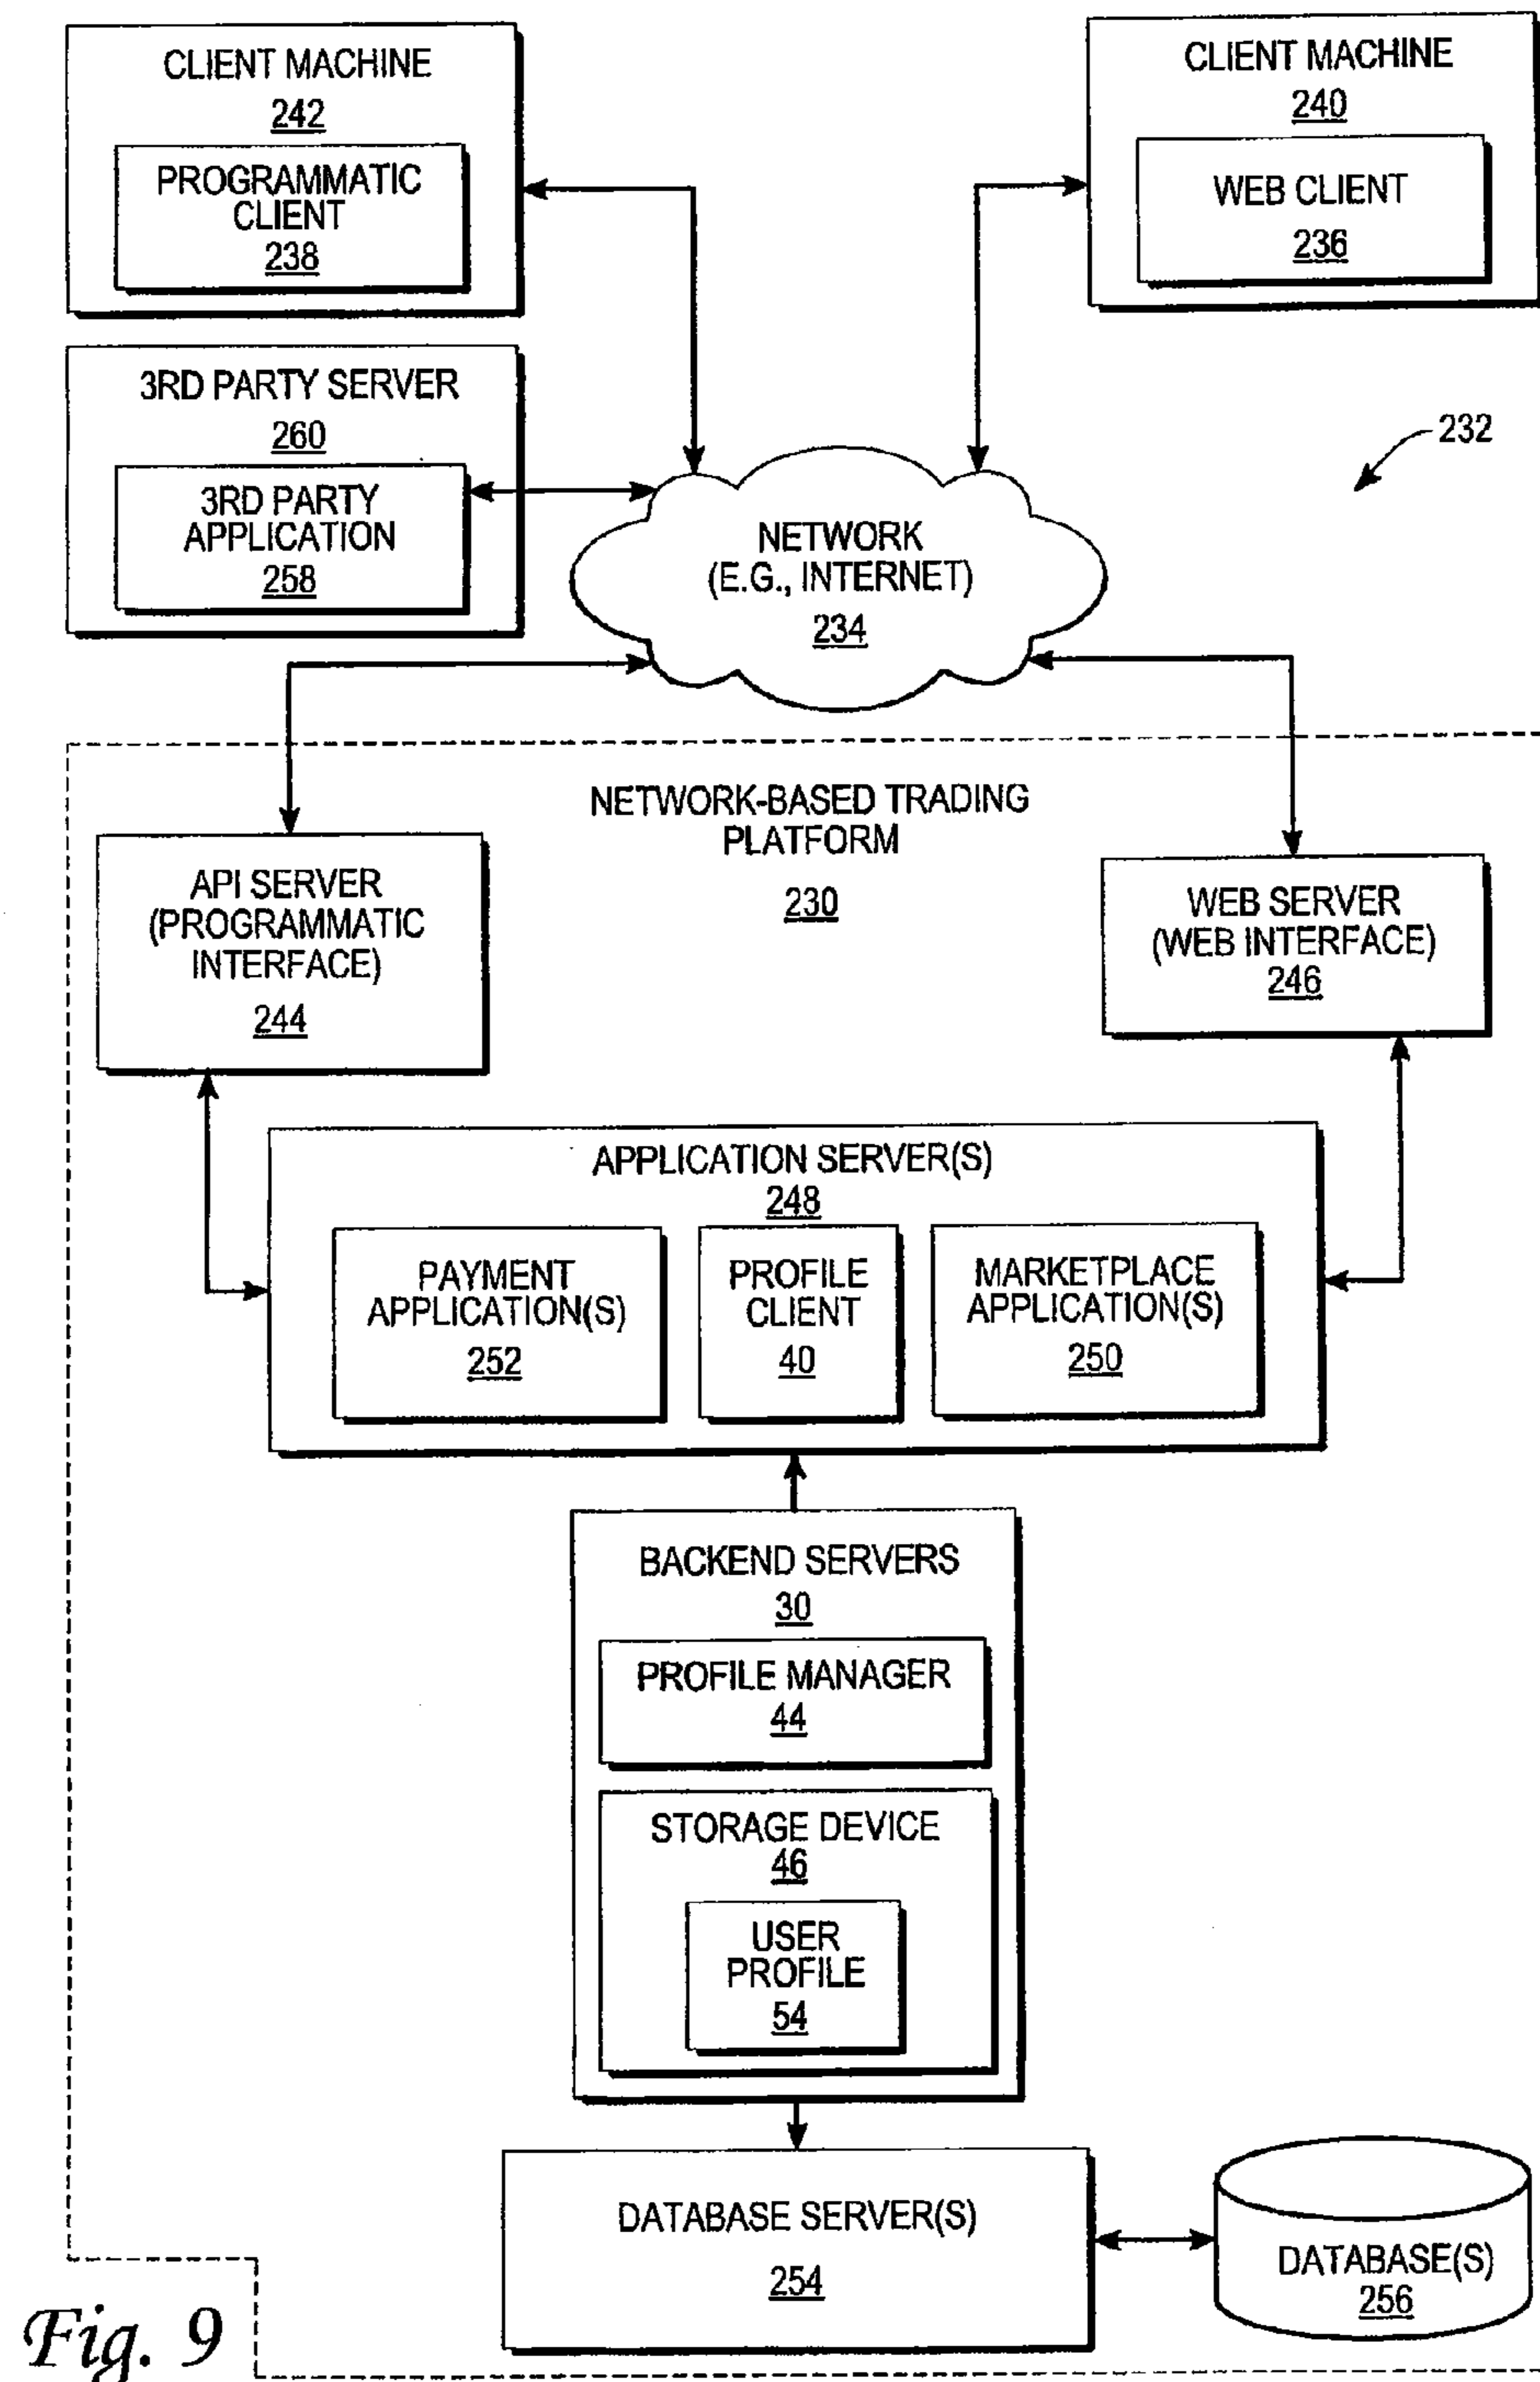 CLIENT MACHINE
242
PROGRAMMATIC
CLIENT
238
CLIENT MACHINE
240
WEB CLIENT
236
3RD PARTY SERVER
260
3RD PARTY
APPLICATION
258
232
NETWORK
(E.G., INTERNET)
234
NETWORK-BASED TRADING
PLATFORM
230
API SERVER
(PROGRAMMATIC
INTERFACE)
244
WEB SERVER
(WEB INTERFACE)
246
APPLICATION SERVER(S)
248
PAYMENT
APPLICATION(S)
252
PROFILE
CLIENT
40
MARKETPLACE
APPLICATION(S)
250
BACKEND SERVERS
30
PROFILE MANAGER
44
STORAGE DEVICE
46
USER
PROFILE
54
DATABASE SERVER(S)
254
DATABASE(S)
256
Fig. 9